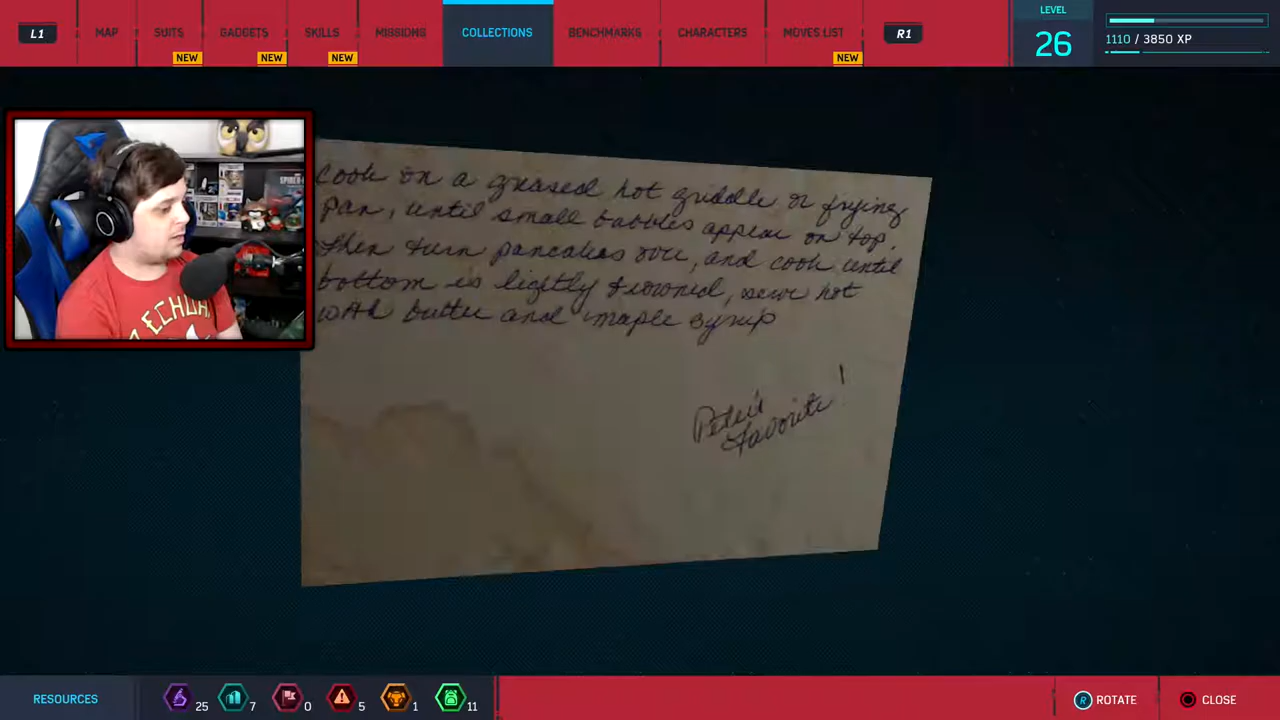 L1
MAP
SUITS
GADGETS
SKILLS
MISSIONS
COLLECTIONS
BENCHMARKS
CHARACTERS
MOVES LIST
R1
NEW
NEW
NEW
NEW
LEVEL
26
1110 / 3850 XP
Cook on a greased hot griddle or frying
pan, until small bubbles appear on top.
Then turn pancakes over, and cook until
bottom is lightly browned, serve hot
with butter and maple syrup
Peter's
favorite!
RESOURCES
25
7
0
5
1
11
R ROTATE
CLOSE